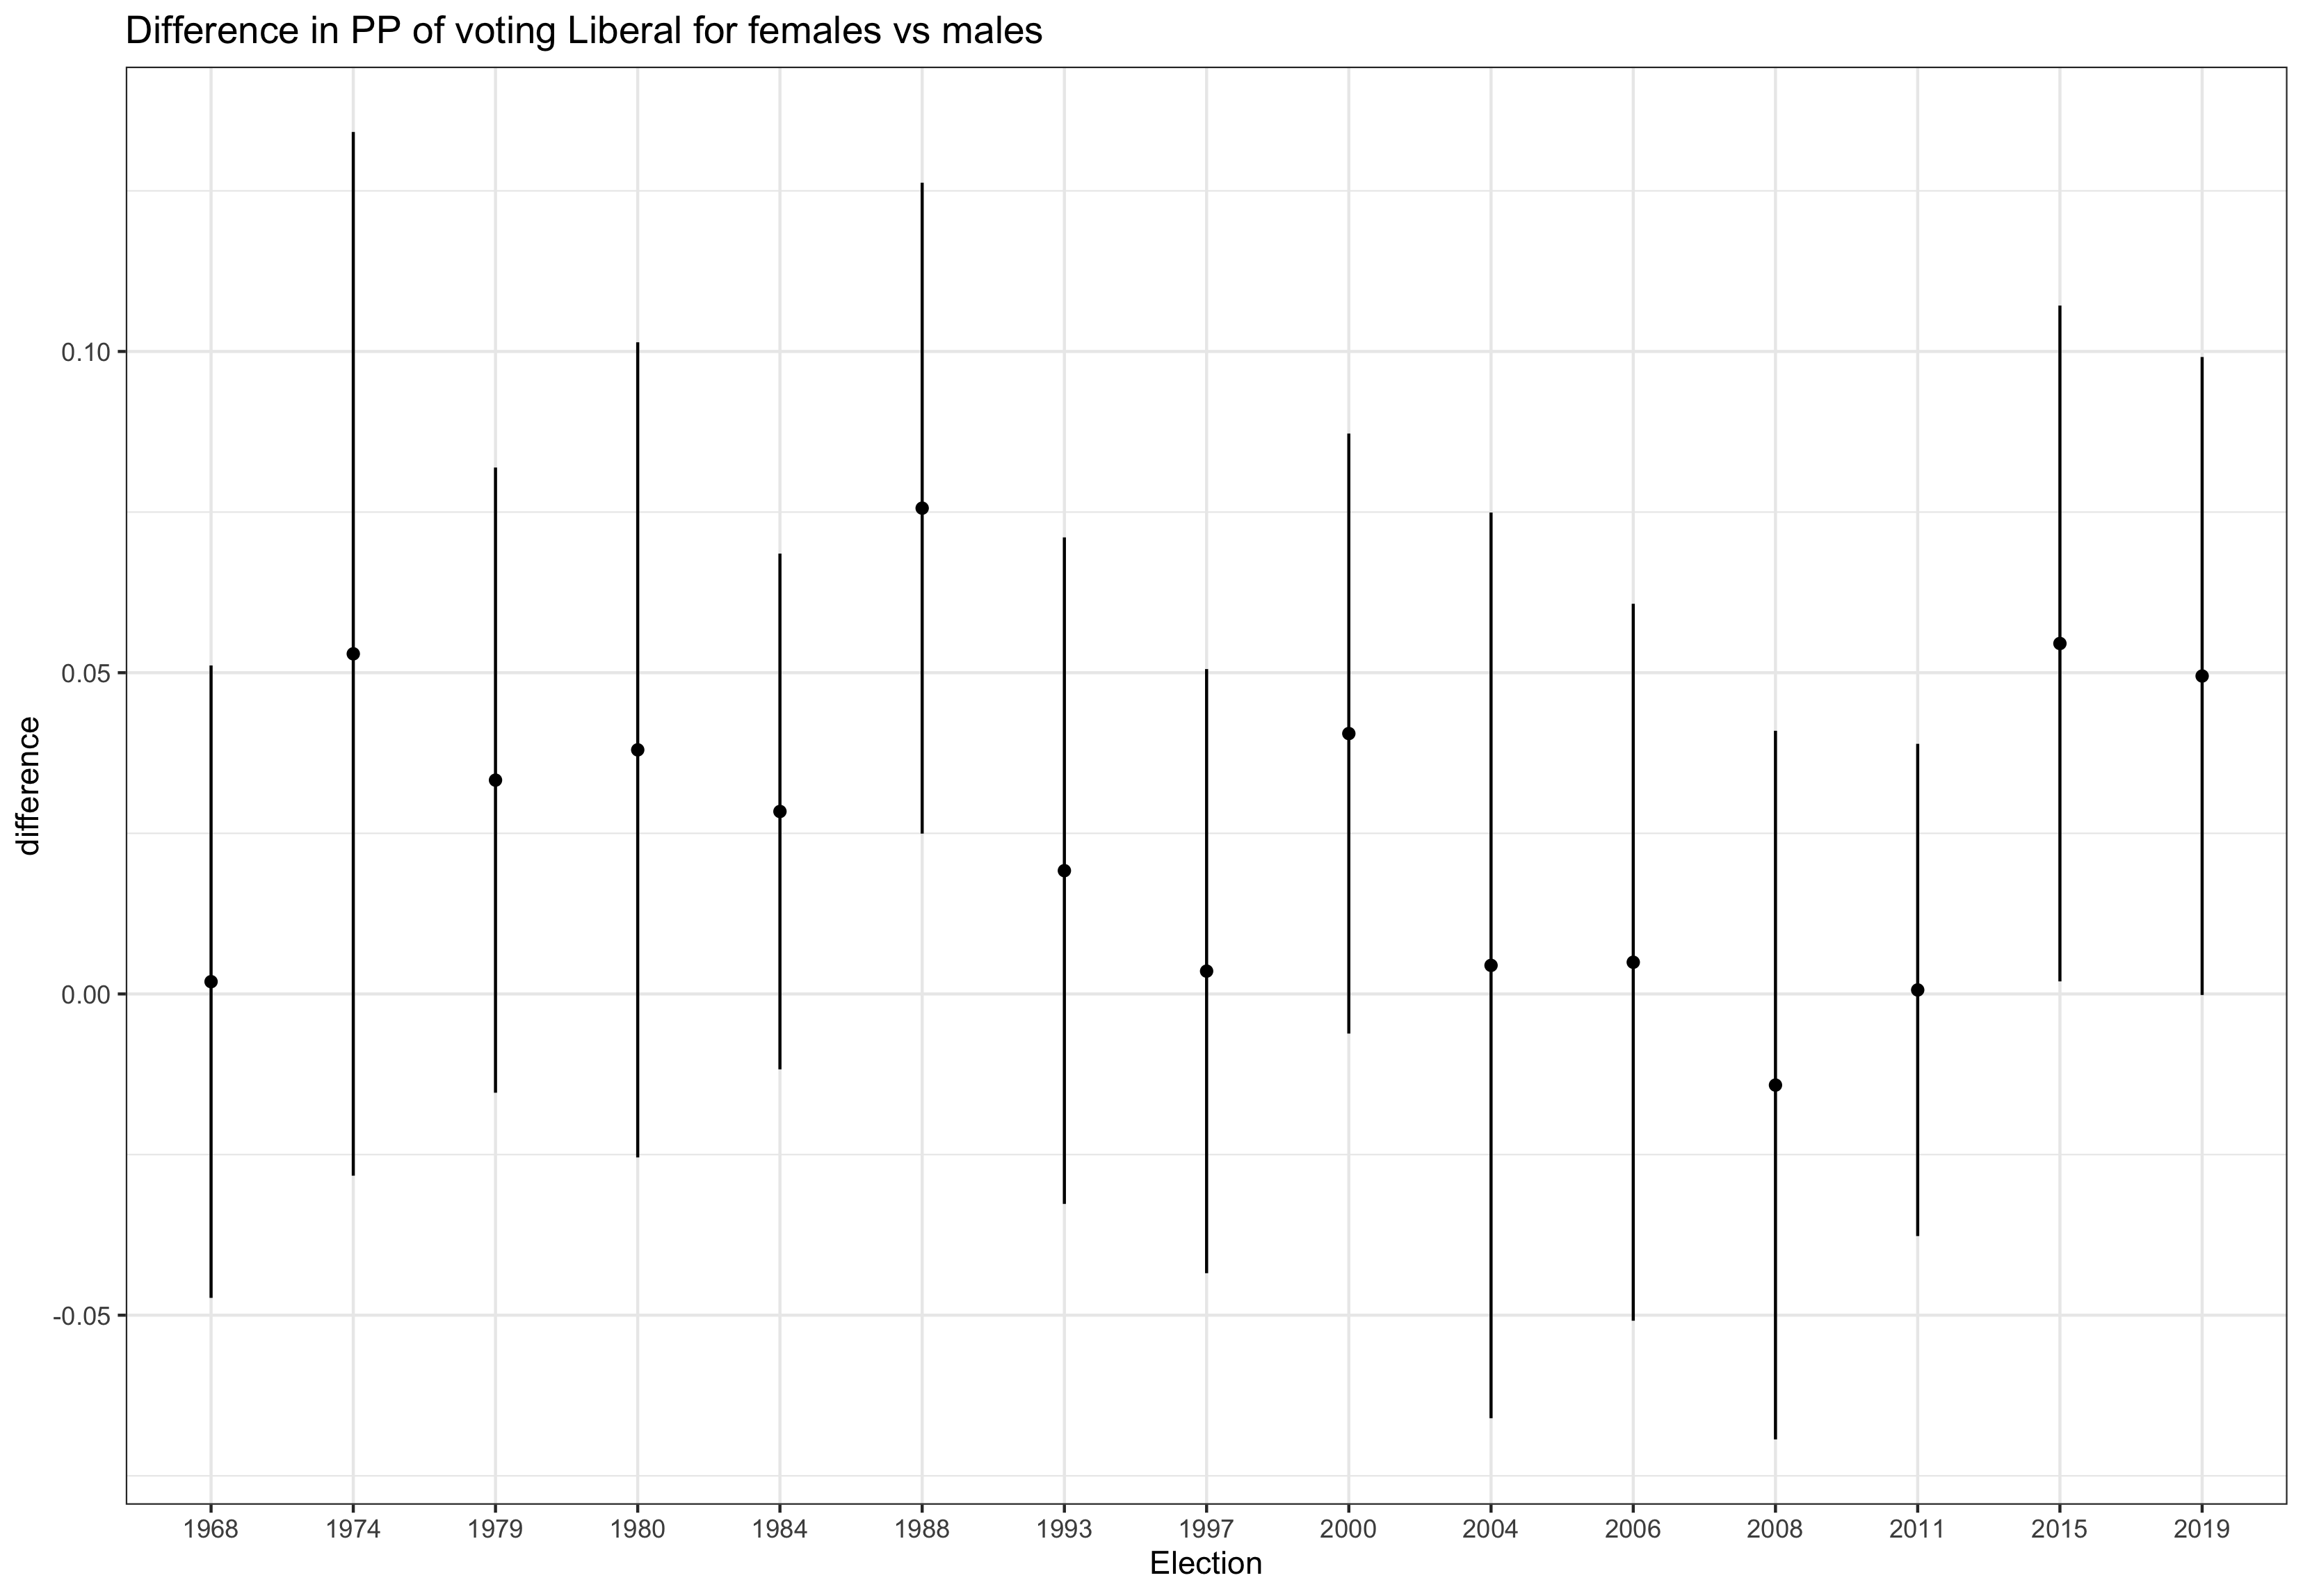 Difference in PP of voting Liberal for females vs males
difference
0.10
0.05
0.00
-0.05
1968 1974 1979 1980 1984 1988 1993 1997 2000 2004 2006 2008 2011 2015 2019
Election